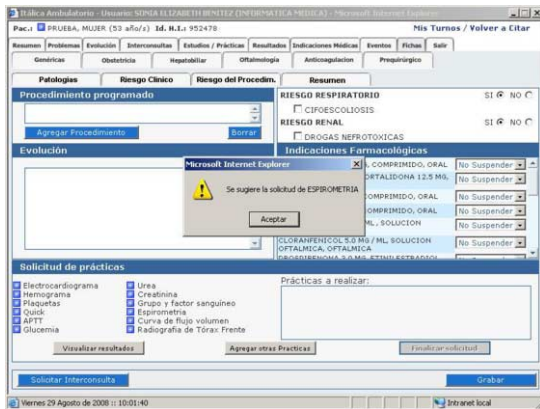 Itálica Ambulatorio - Usuario: SONIA ELIZABETH BENITEZ (INFORMATICA MEDICA) - Microsoft Internet Explorer
Pac.: PRUEBA, MUJER (53 año/s) Id. H.I.: 952478
Mis Turnos / Volver a Citar
Resumen Problemas Evolución Interconsultas Estudios / Prácticas Resultados Indicaciones Médicas Eventos Fichas Salir
Genéricas Obstetricia Hepatobiliar Oftalmología Anticoagulacion Prequirúrgico
Patologias Riesgo Clinico Riesgo del Procedim. Resumen
Procedimiento programado
Agregar Procedimiento Borrar
RIESGO RESPIRATORIO SI NO
CIFOESCOLIOSIS
RIESGO RENAL SI NO
DROGAS NEFROTOXICAS
Evolución
Indicaciones Farmacológicas
, COMPRIMIDO, ORAL No Suspender
ORTALIDONA 12.5 MG, No Suspender
OMPRIMIDO, ORAL No Suspender
OMPRIMIDO, ORAL No Suspender
ML, SOLUCION No Suspender
CLORANFENICOL 5.0 MG / ML, SOLUCION OFTALMICA, OFTALMICA No Suspender
Microsoft Internet Explorer
Se sugiere la solicitud de ESPIROMETRIA
Aceptar
Solicitud de prácticas
Electrocardiograma
Hemograma
Plaquetas
Quick
APTT
Glucemia
Urea
Creatinina
Grupo y factor sanguíneo
Espirometria
Curva de flujo volumen
Radiografia de Tórax Frente
Prácticas a realizar:
Visualizar resultados Agregar otras Practicas Finalizar solicitud
Solicitar Interconsulta Grabar
Viernes 29 Agosto de 2008 :: 10:01:40 Intranet local